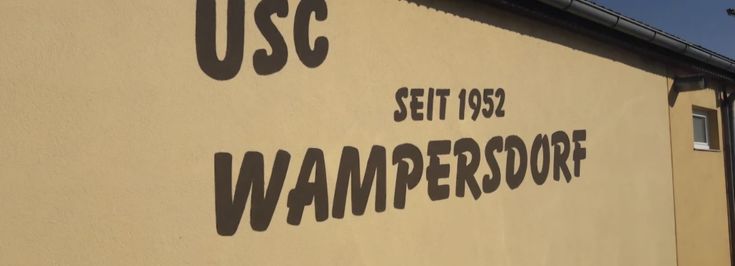 USC
SEIT 1952
WAMPERSDORF